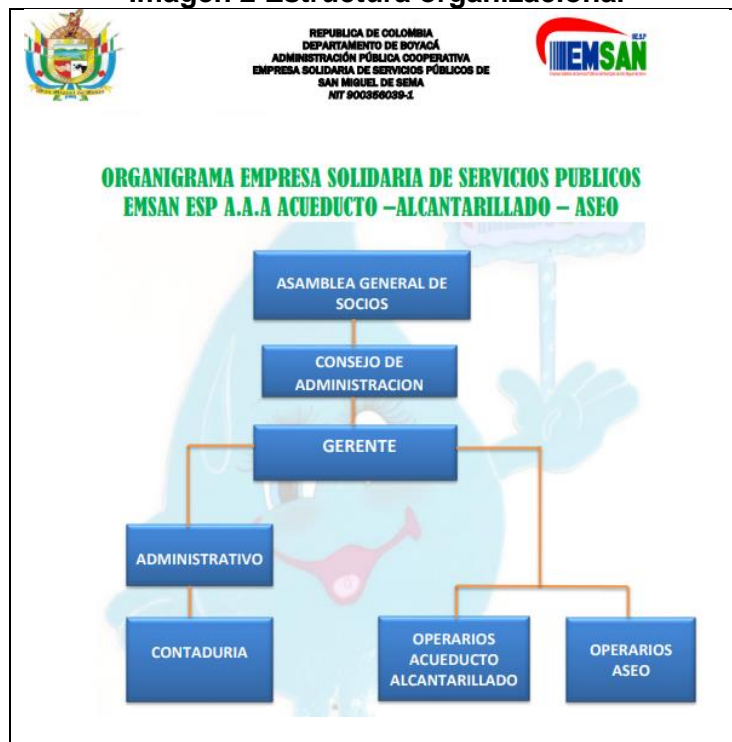 Imagen 2 Estructura organizacional
REPUBLICA DE COLOMBIA
DEPARTAMENTO DE BOYACÁ
ADMINISTRACIÓN PÚBLICA COOPERATIVA
EMPRESA SOLIDARIA DE SERVICIOS PÚBLICOS DE
SAN MIGUEL DE SEMA
NIT 900356039-1
E.S.P
EMSAN
ORGANIGRAMA EMPRESA SOLIDARIA DE SERVICIOS PUBLICOS
EMSAN ESP A.A.A ACUEDUCTO –ALCANTARILLADO – ASEO
ASAMBLEA GENERAL DE
SOCIOS
CONSEJO DE
ADMINISTRACION
GERENTE
ADMINISTRATIVO
CONTADURIA
OPERARIOS
ACUEDUCTO
ALCANTARILLADO
OPERARIOS
ASEO